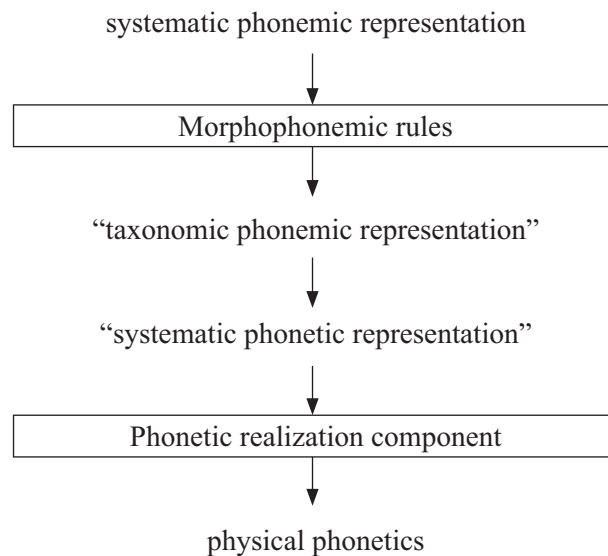 systematic phonemic representation
Morphophonemic rules
“taxonomic phonemic representation”
“systematic phonetic representation”
Phonetic realization component
physical phonetics